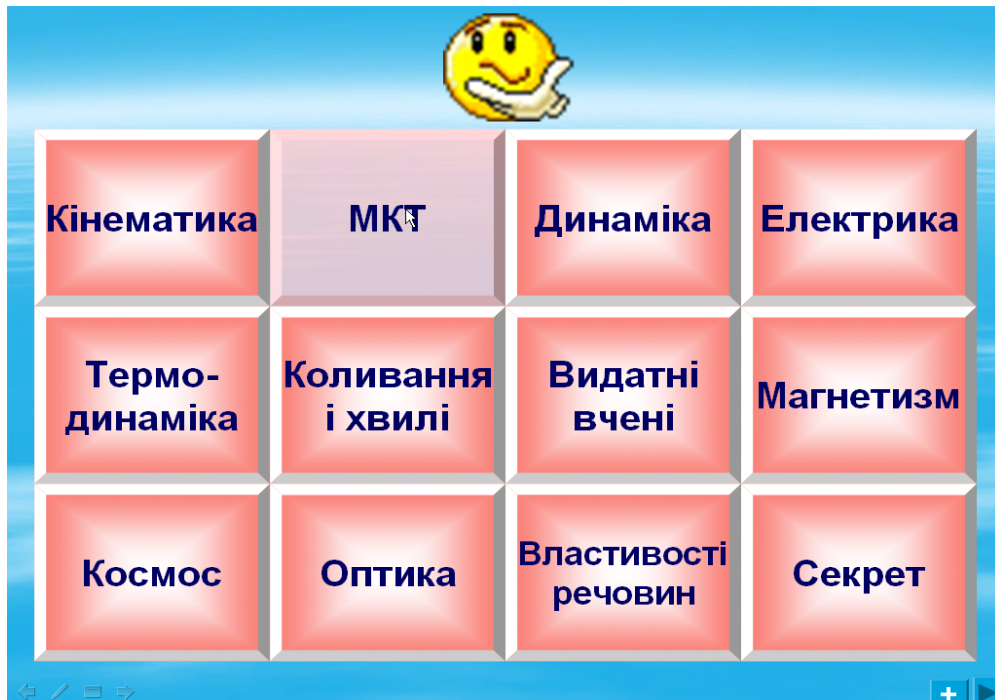 Кінематика
МКТ
Динаміка
Електрика
Термо-
динаміка
Коливання
і хвилі
Видатні
вчені
Магнетизм
Космос
Оптика
Властивості
речовин
Секрет